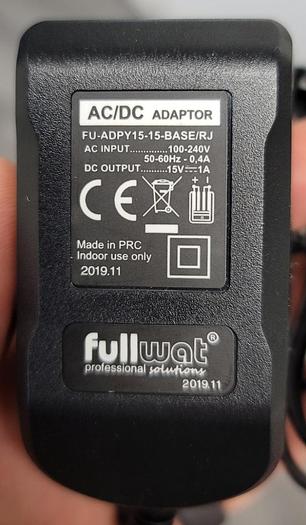 AC/DC ADAPTOR
FU-ADPY15-15-BASE/RJ
AC INPUT.............100-240V
50-60Hz - 0,4A
DC OUTPUT.........15V⎓1A
+ -
CE
Made in PRC
Indoor use only
2019.11
fullwat®
professional solutions
2019.11